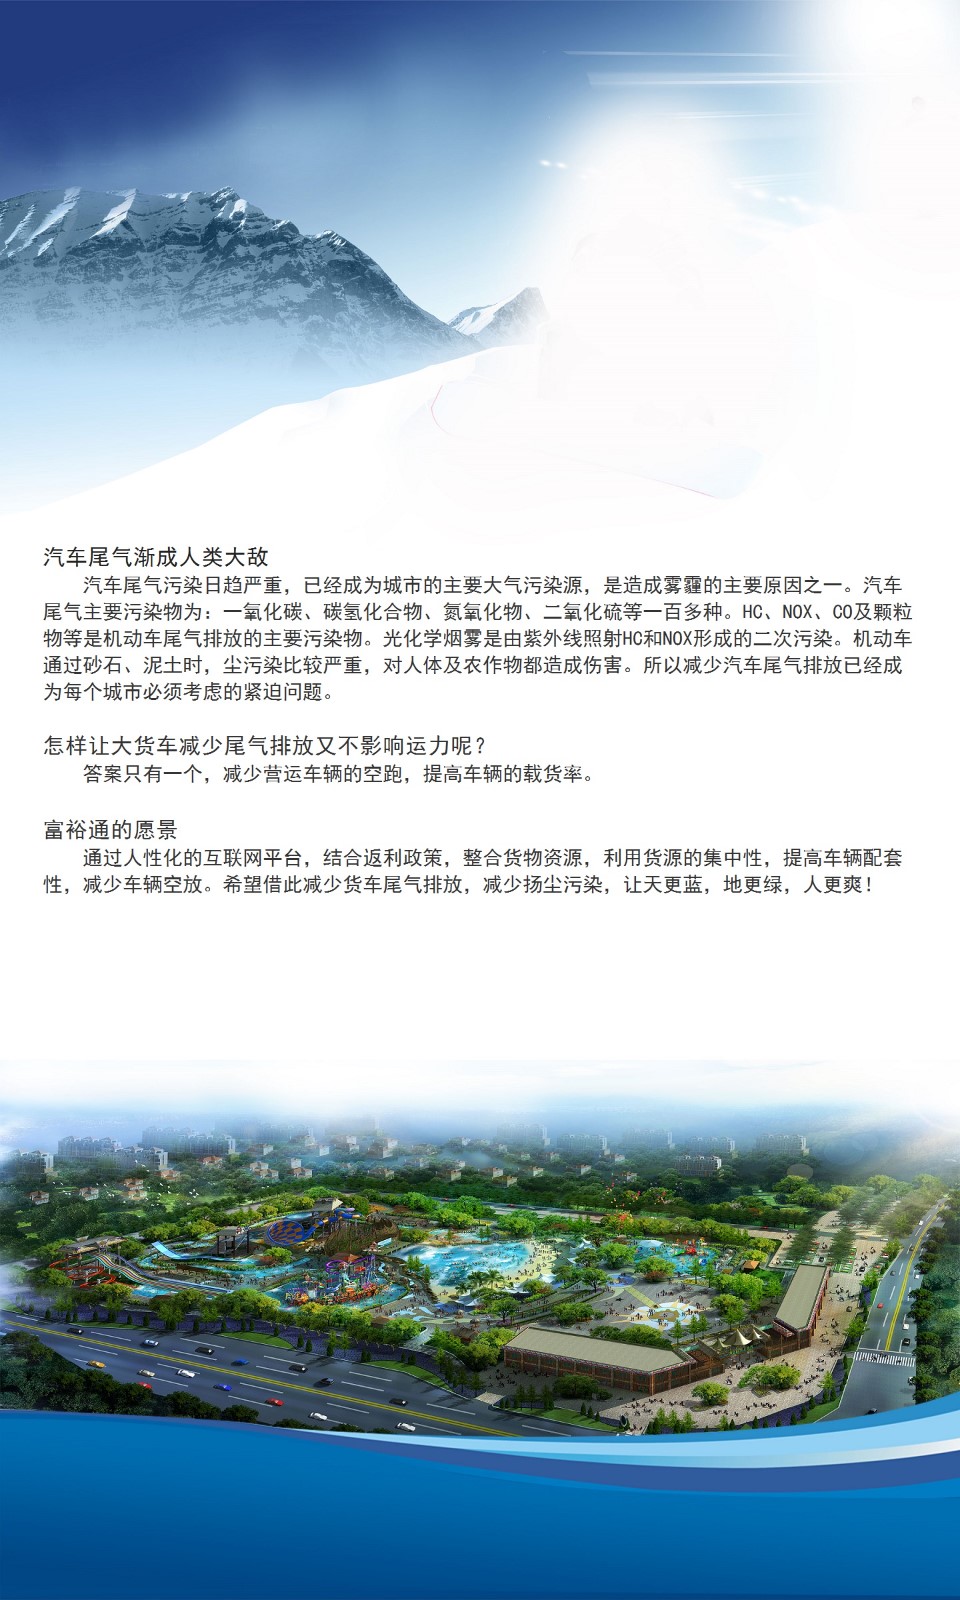 汽车尾气渐成人类大敌
汽车尾气污染日趋严重，已经成为城市的主要大气污染源，是造成雾霾的主要原因之一。汽车
尾气主要污染物为：一氧化碳、碳氢化合物、氮氧化物、二氧化硫等一百多种。HC、NOX、CO及颗粒
物等是机动车尾气排放的主要污染物。光化学烟雾是由紫外线照射HC和NOX形成的二次污染。机动车
通过砂石、泥土时，尘污染比较严重，对人体及农作物都造成伤害。所以减少汽车尾气排放已经成
为每个城市必须考虑的紧迫问题。
怎样让大货车减少尾气排放又不影响运力呢？
答案只有一个，减少营运车辆的空跑，提高车辆的载货率。
富裕通的愿景
通过人性化的互联网平台，结合返利政策，整合货物资源，利用货源的集中性，提高车辆配套
性，减少车辆空放。希望借此减少货车尾气排放，减少扬尘污染，让天更蓝，地更绿，人更爽！